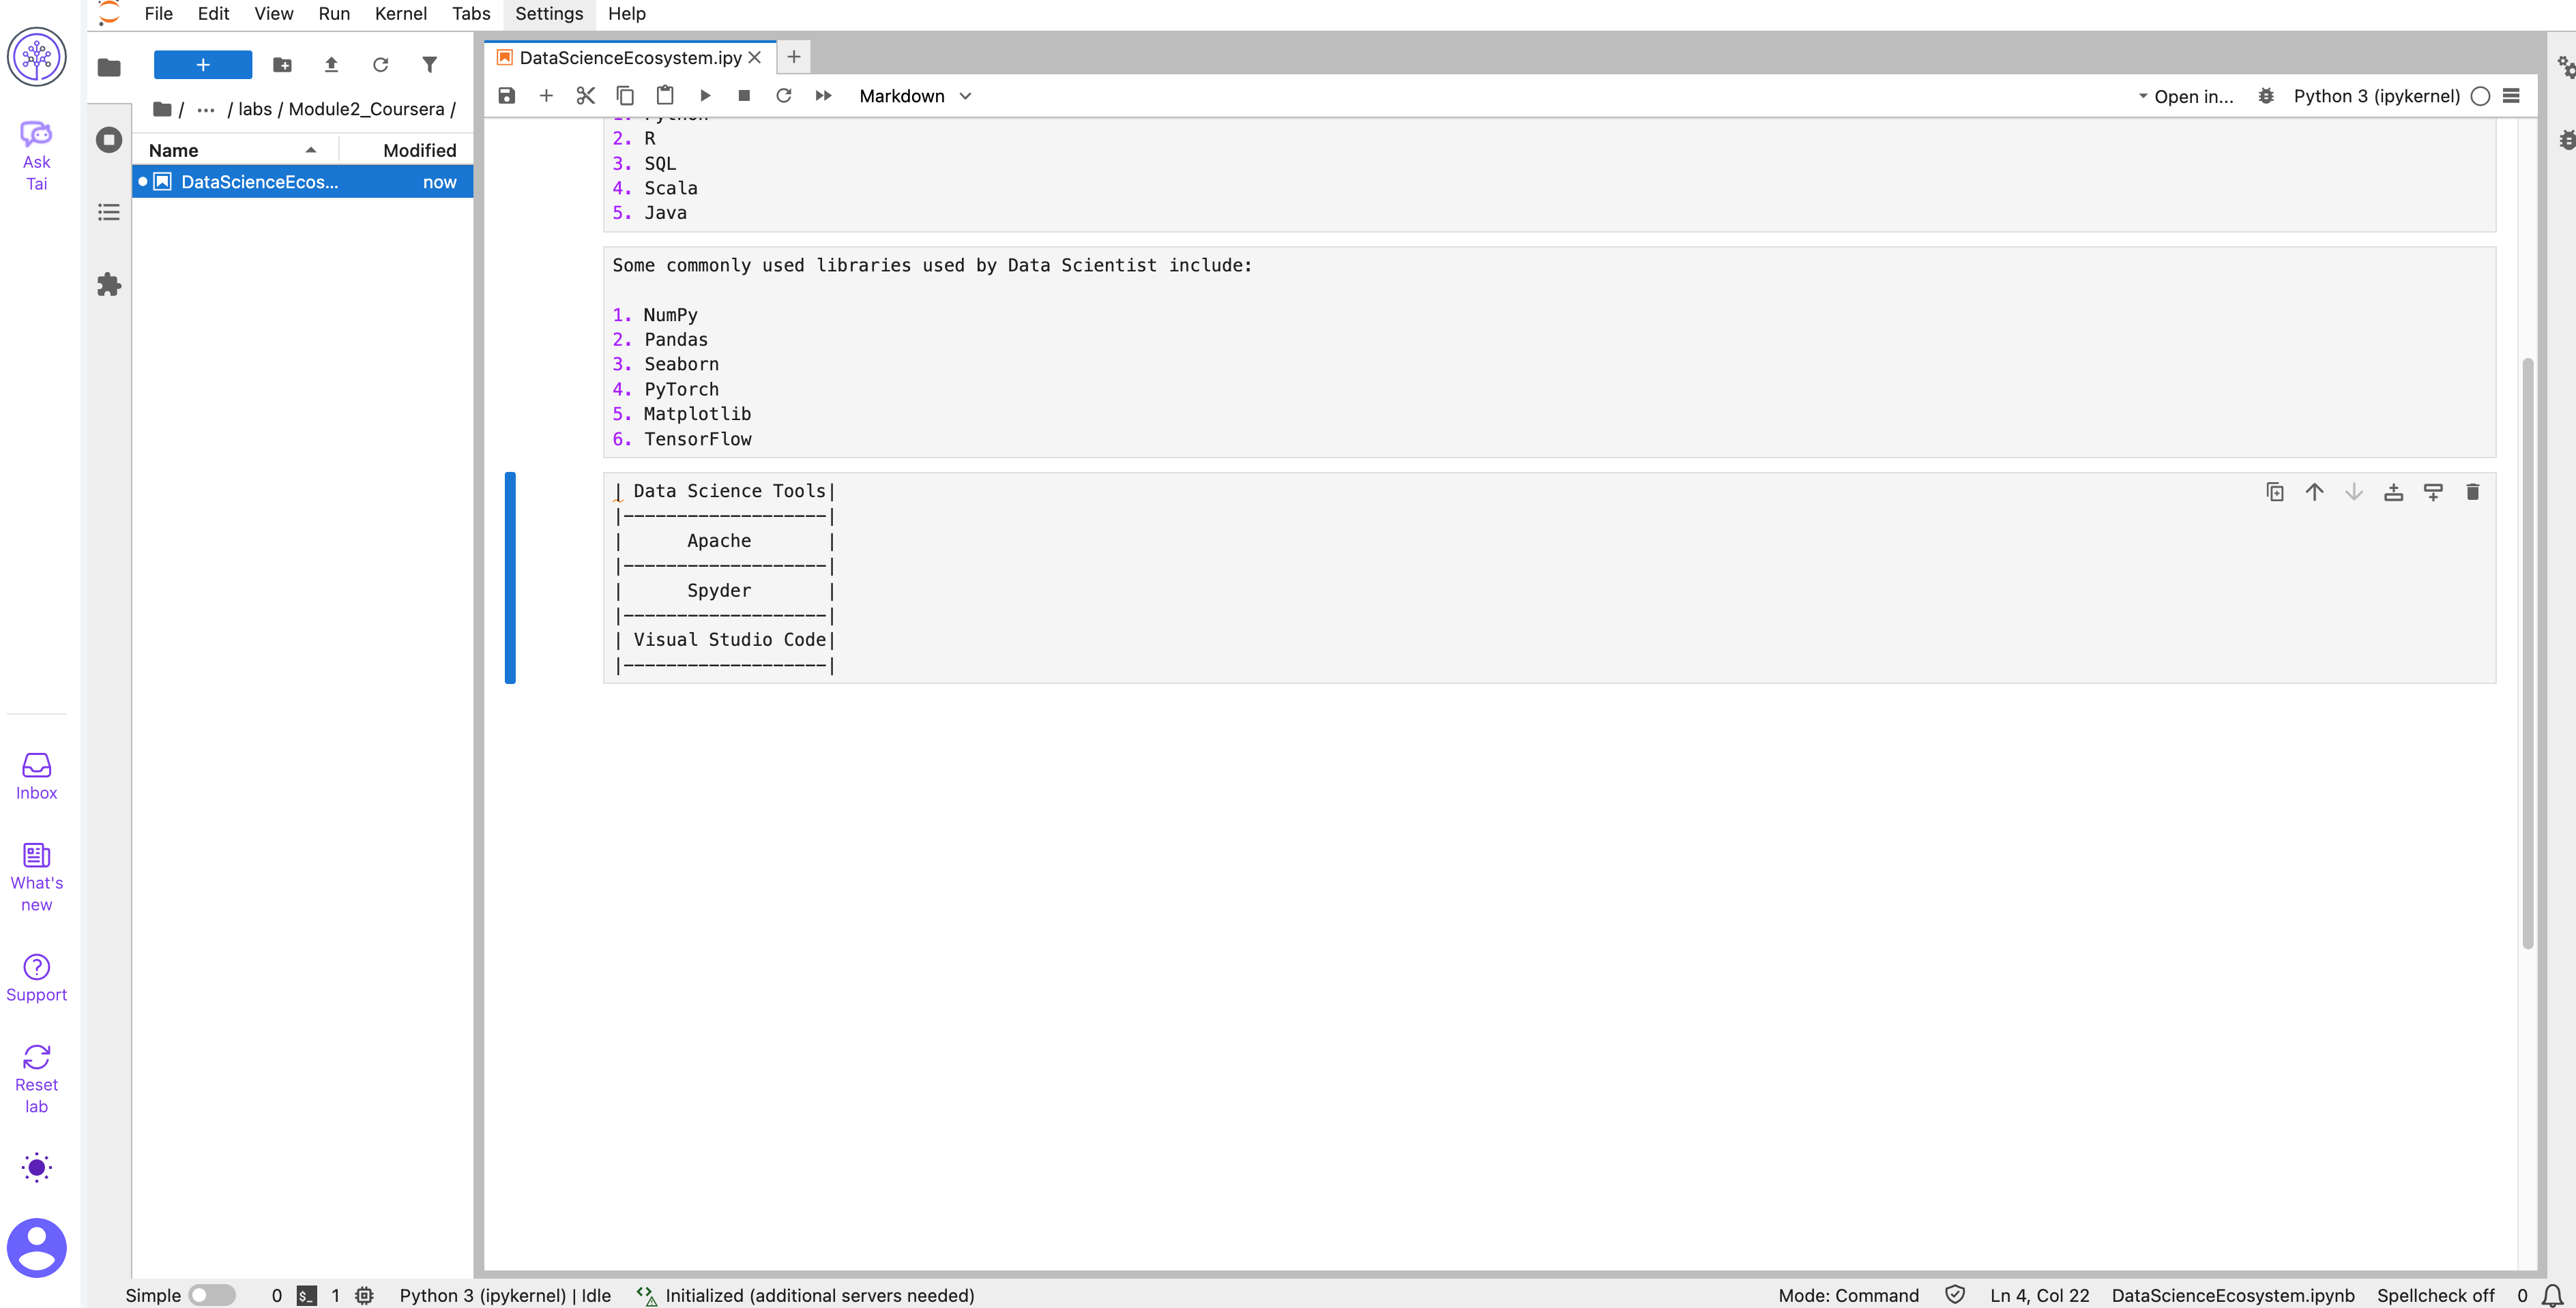 File Edit View Run Kernel Tabs Settings Help
DataScienceEcosystem.ipy
Markdown
Open in...
Python 3 (ipykernel)
/ ... / labs / Module2_Coursera /
Name Modified
DataScienceEcos... now
Ask
Tai
Inbox
What's
new
Support
Reset
lab
1. Python
2. R
3. SQL
4. Scala
5. Java
Some commonly used libraries used by Data Scientist include:
1. NumPy
2. Pandas
3. Seaborn
4. PyTorch
5. Matplotlib
6. TensorFlow
| Data Science Tools|
|-------------------|
| Apache |
|-------------------|
| Spyder |
|-------------------|
| Visual Studio Code|
|-------------------|
Simple 0 $_ 1 Python 3 (ipykernel) | Idle Initialized (additional servers needed) Mode: Command Ln 4, Col 22 DataScienceEcosystem.ipynb Spellcheck off 0